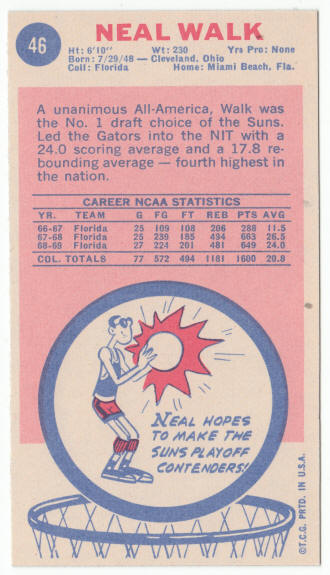 46
NEAL WALK
Ht: 6'10" Wt: 230 Yrs Pro: None
Born: 7/29/48 — Cleveland, Ohio
Coll: Florida Home: Miami Beach, Fla.
A unanimous All-America, Walk was
the No. 1 draft choice of the Suns.
Led the Gators into the NIT with a
24.0 scoring average and a 17.8 re-
bounding average — fourth highest in
the nation.
CAREER NCAA STATISTICS
YR. TEAM G FG FT REB PTS AVG
66-67 Florida 25 109 108 206 288 11.5
67-68 Florida 25 239 185 494 663 26.5
68-69 Florida 27 224 201 481 649 24.0
COL. TOTALS 77 572 494 1181 1600 20.8
NEAL HOPES
TO MAKE THE
SUNS PLAYOFF
CONTENDERS!
©T.C.G. PRTD. IN U.S.A.